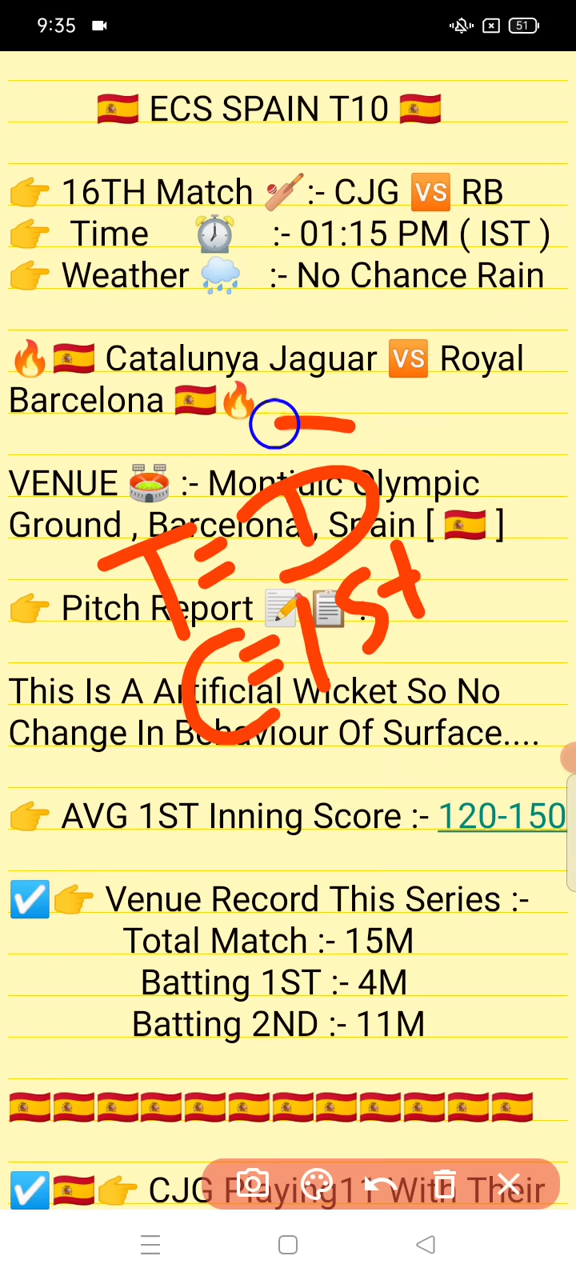 9:35
51
🇪🇸 ECS SPAIN T10 🇪🇸
👉 16TH Match 🏏:- CJG 🆚 RB
👉 Time ⏰ :- 01:15 PM ( IST )
👉 Weather 🌧️ :- No Chance Rain
🔥🇪🇸 Catalunya Jaguar 🆚 Royal
Barcelona 🇪🇸🔥
VENUE 🏟️ :- Montjuic Olympic
Ground , Barcelona , Spain [ 🇪🇸 ]
T = D
👉 Pitch Report 📝📋 :
C = 1st
This Is A Artificial Wicket So No
Change In Behaviour Of Surface....
👉 AVG 1ST Inning Score :- 120-150
☑️👉 Venue Record This Series :-
Total Match :- 15M
Batting 1ST :- 4M
Batting 2ND :- 11M
🇪🇸🇪🇸🇪🇸🇪🇸🇪🇸🇪🇸🇪🇸🇪🇸🇪🇸🇪🇸🇪🇸🇪🇸
☑️🇪🇸👉 CJG Playing11 With Their